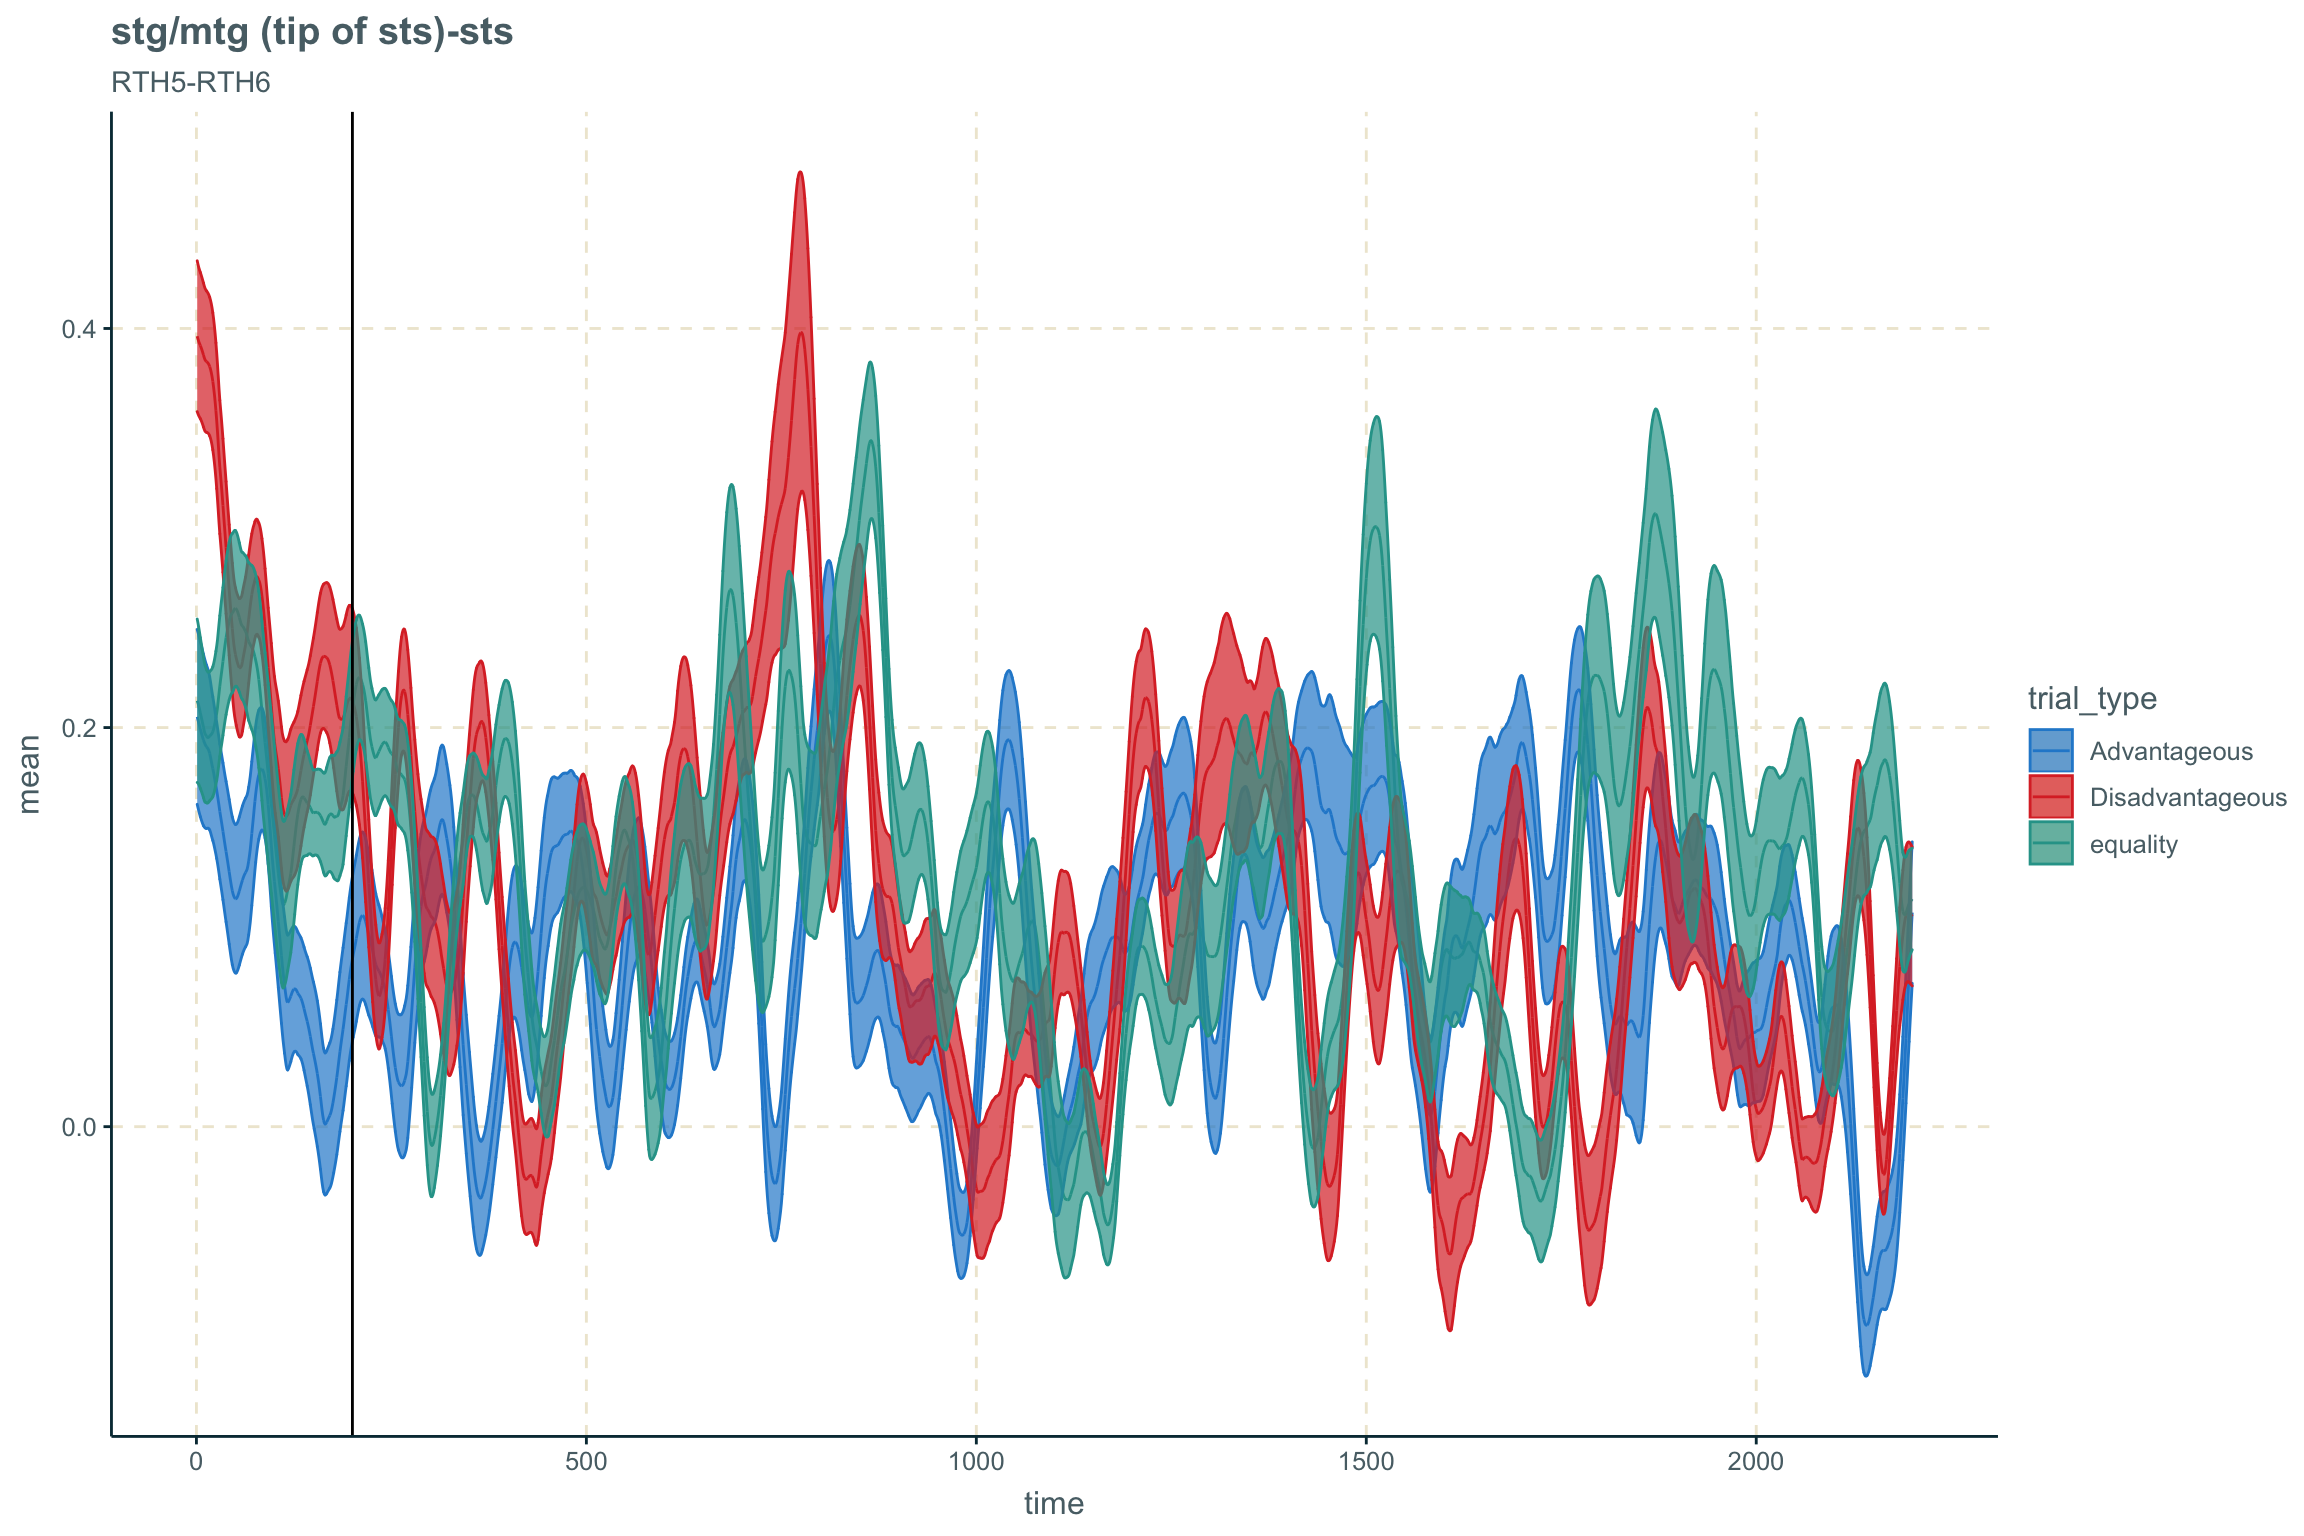 stg/mtg (tip of sts)-sts
RTH5-RTH6
0.4
0.2
0.0
mean
0
500
1000
1500
2000
time
trial_type
Advantageous
Disadvantageous
equality